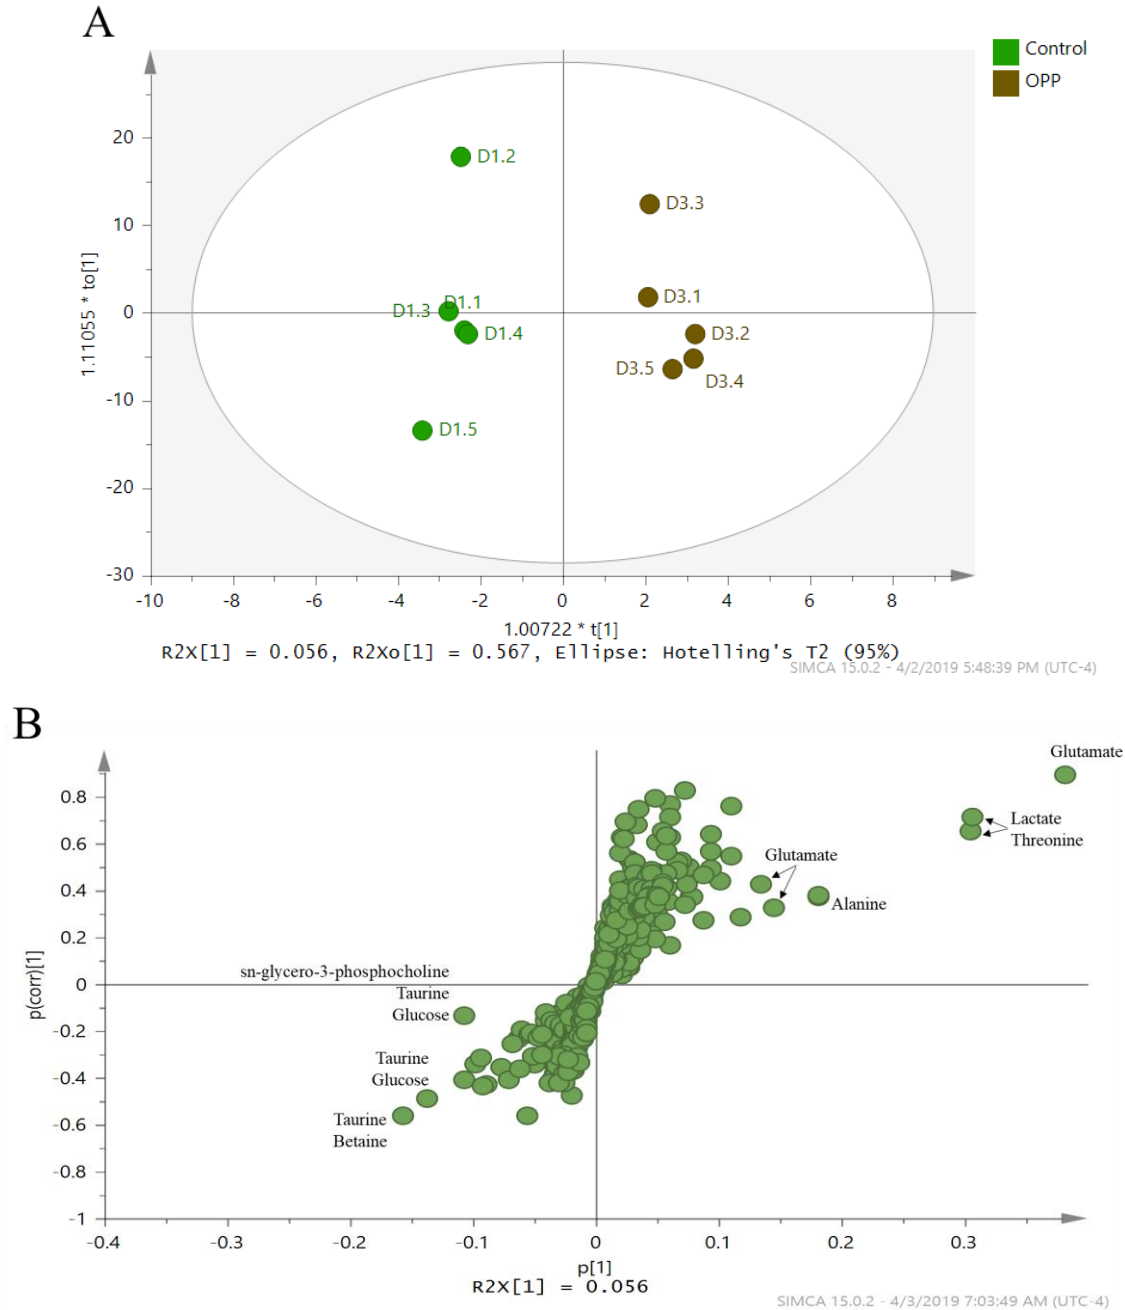 A
Control
OPP
20
10
0
-10
-20
-30
1.11055 * to[1]
D1.2
D3.3
D1.1
D3.1
D1.3
D1.4
D3.2
D3.5
D3.4
D1.5
-10 -8 -6 -4 -2 0 2 4 6 8
1.00722 * t[1]
R2X[1] = 0.056, R2Xo[1] = 0.567, Ellipse: Hotelling's T2 (95%)
SIMCA 15.0.2 - 4/2/2019 5:48:39 PM (UTC-4)
B
Glutamate
Lactate
Threonine
Glutamate
Alanine
sn-glycero-3-phosphocholine
Taurine
Glucose
Taurine
Glucose
Taurine
Betaine
0.8
0.6
0.4
0.2
0
-0.2
-0.4
-0.6
-0.8
-1
p(corr)[1]
-0.4 -0.3 -0.2 -0.1 0 0.1 0.2 0.3
p[1]
R2X[1] = 0.056
SIMCA 15.0.2 - 4/3/2019 7:03:49 AM (UTC-4)